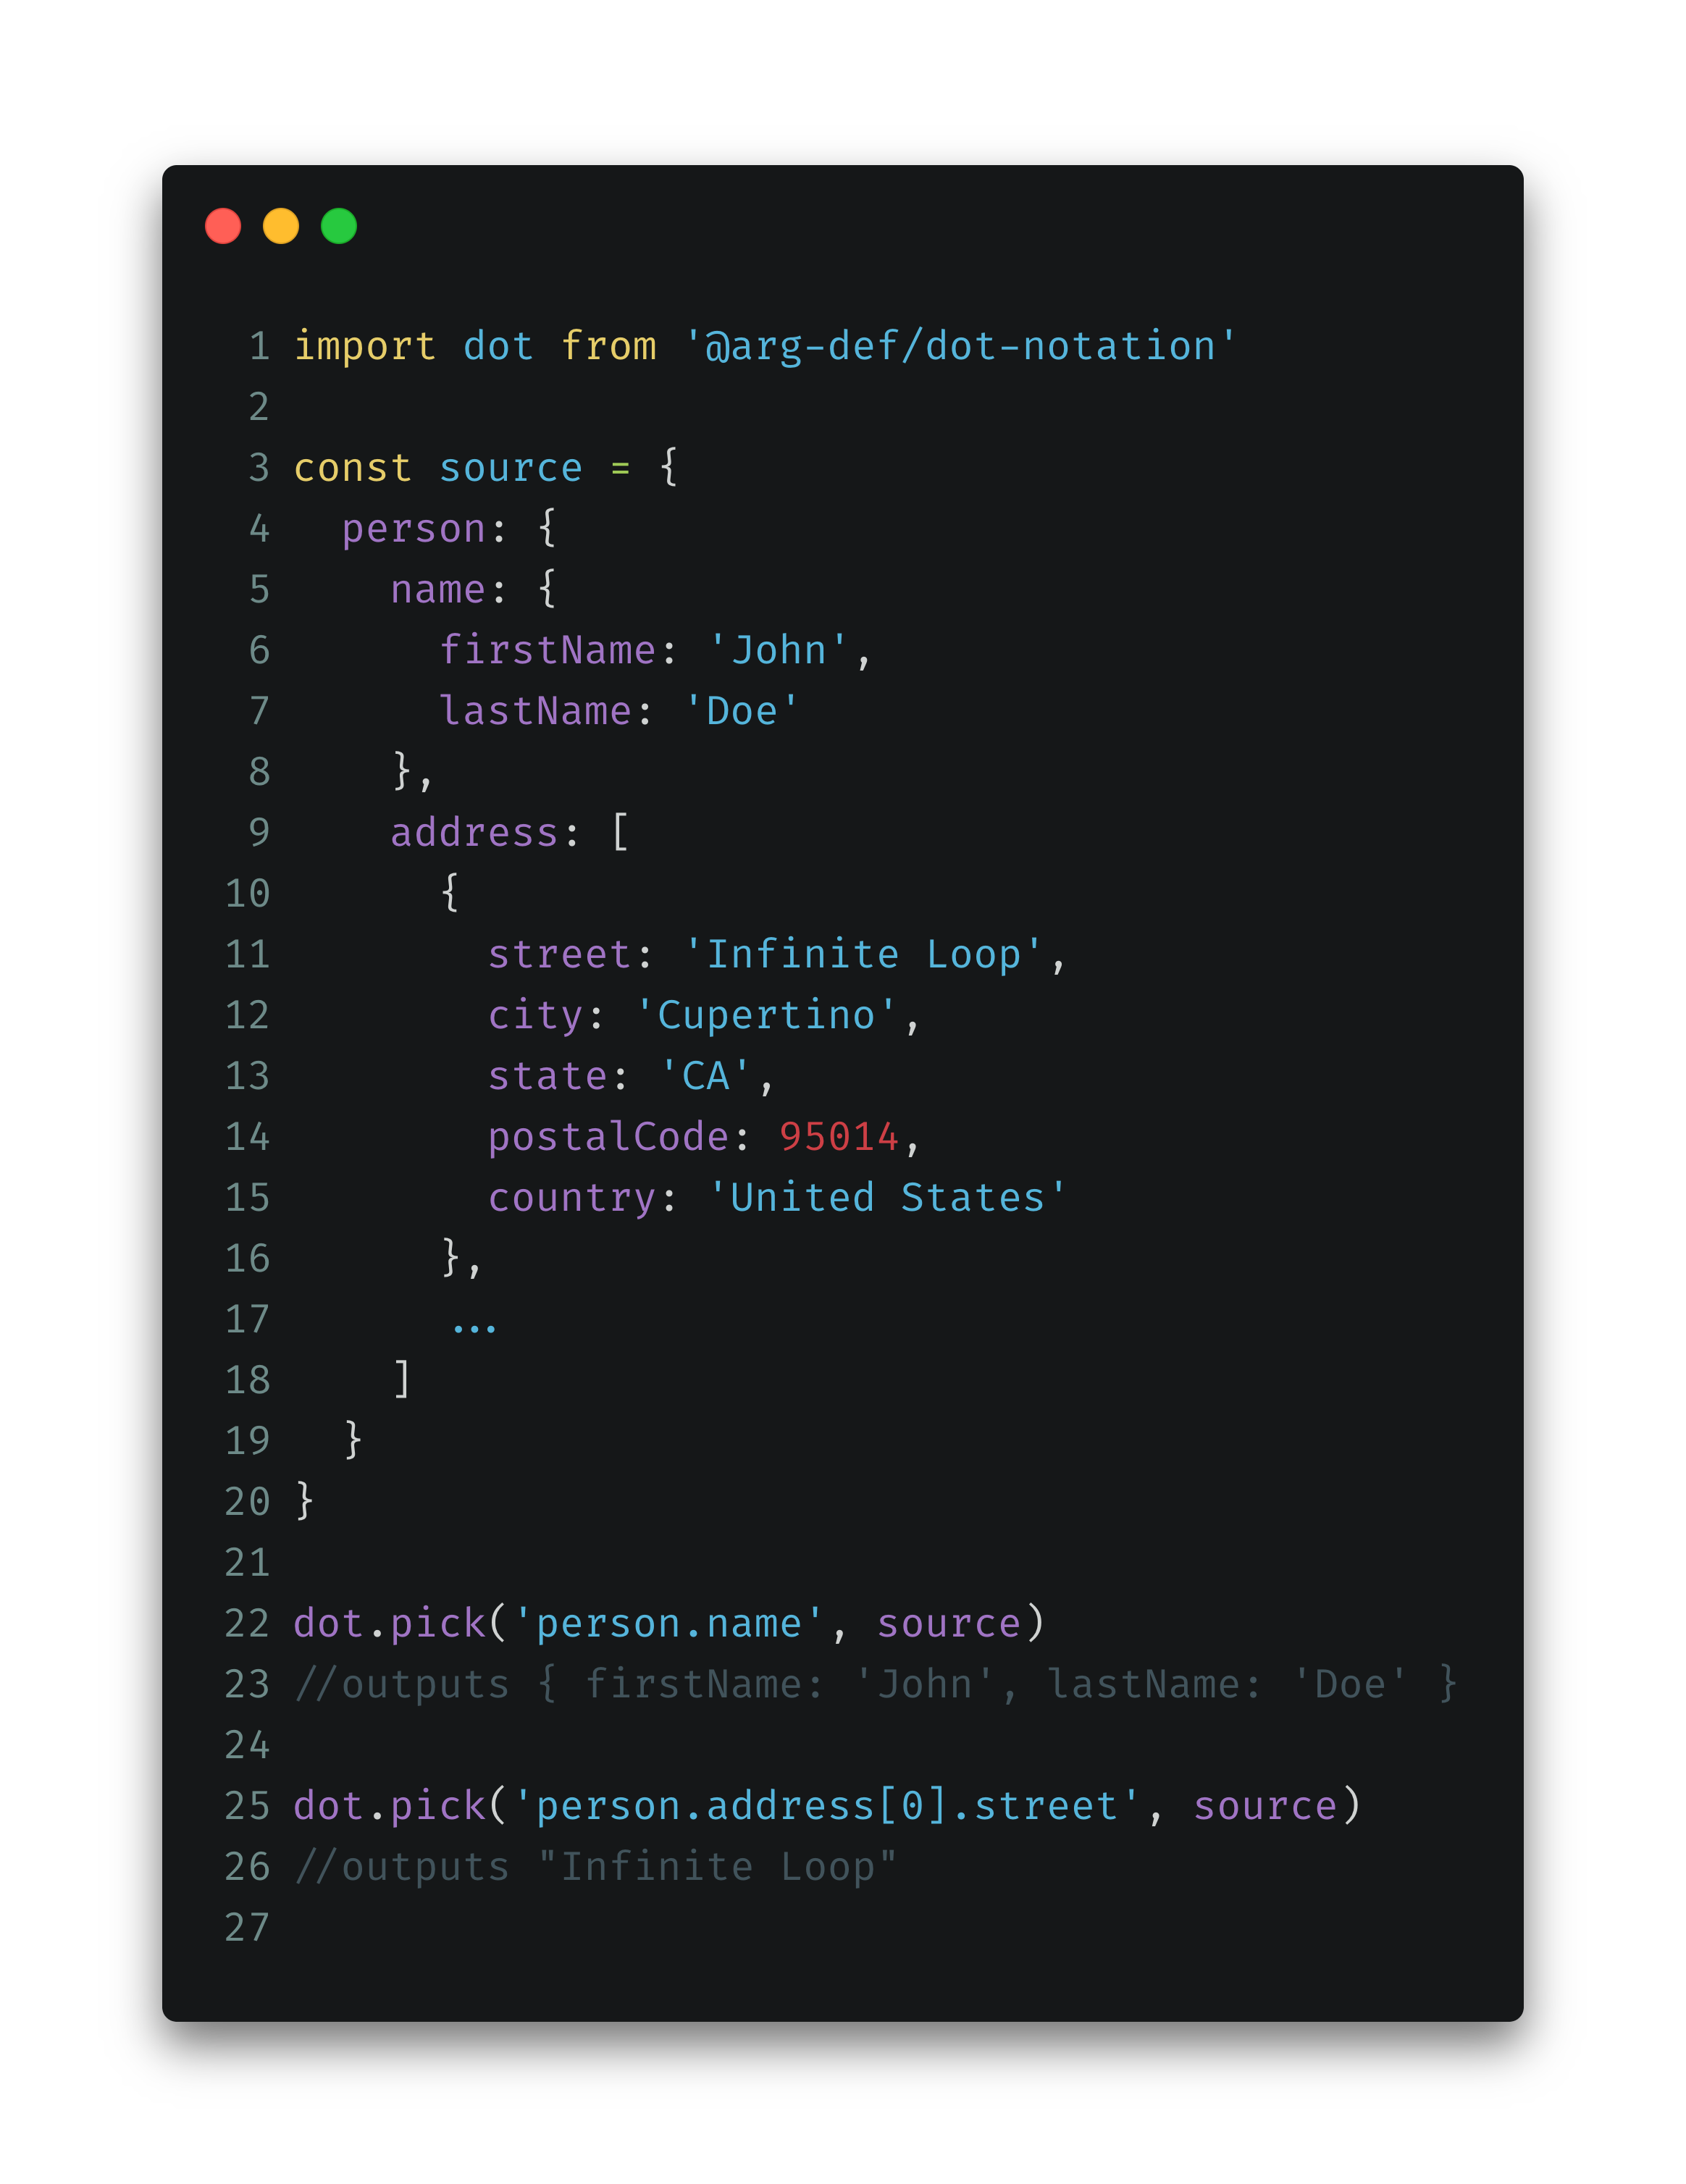 1 import dot from '@arg-def/dot-notation'
2
3 const source = {
4   person: {
5     name: {
6       firstName: 'John',
7       lastName: 'Doe'
8     },
9     address: [
10       {
11         street: 'Infinite Loop',
12         city: 'Cupertino',
13         state: 'CA',
14         postalCode: 95014,
15         country: 'United States'
16       },
17       ...
18     ]
19   }
20 }
21
22 dot.pick('person.name', source)
23 //outputs { firstName: 'John', lastName: 'Doe' }
24
25 dot.pick('person.address[0].street', source)
26 //outputs "Infinite Loop"
27